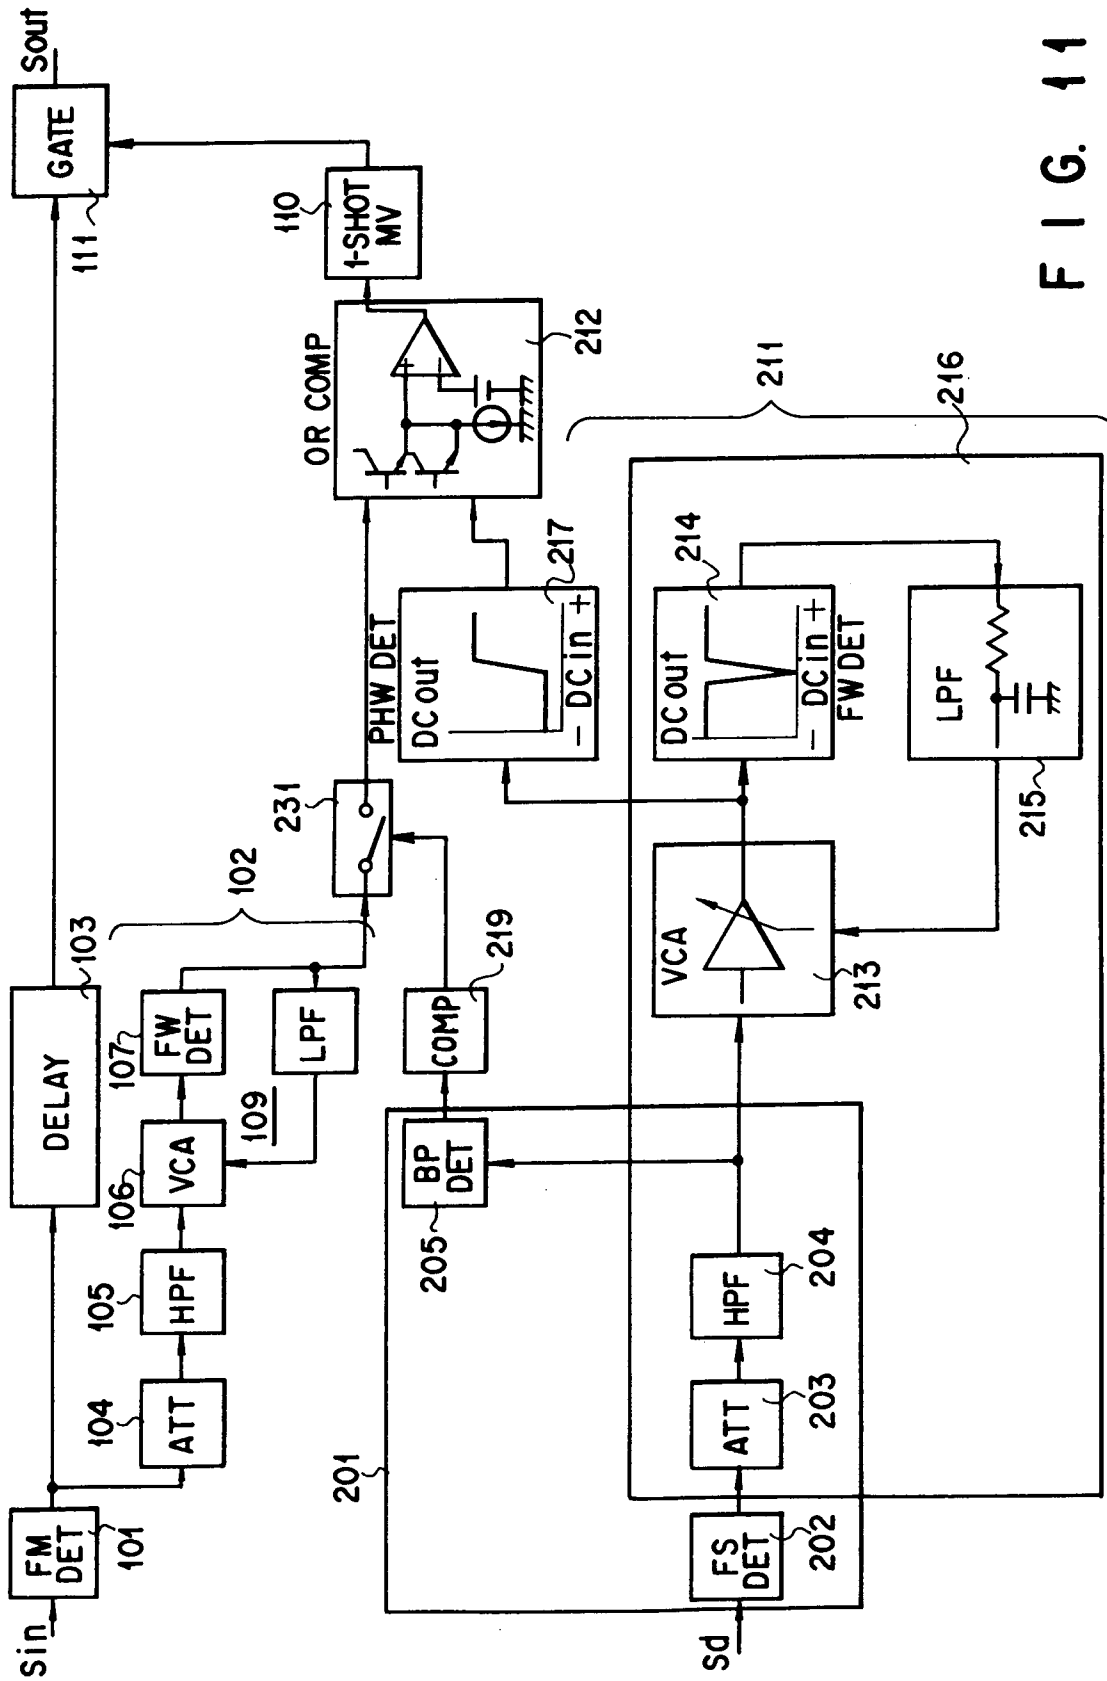 Sin
FM
DET
101
DELAY
103
GATE
111
Sout
ATT
104
HPF
105
VCA
106
FW
DET
107
LPF
109
102
231
1-SHOT
MV
110
OR COMP
+
−
212
201
BP
DET
205
COMP
219
PHW DET
DC out
− DC in +
217
211
216
Sd
FS
DET
202
ATT
203
HPF
204
VCA
213
DC out
− DC in +
FW DET
214
LPF
215
F I G. 11